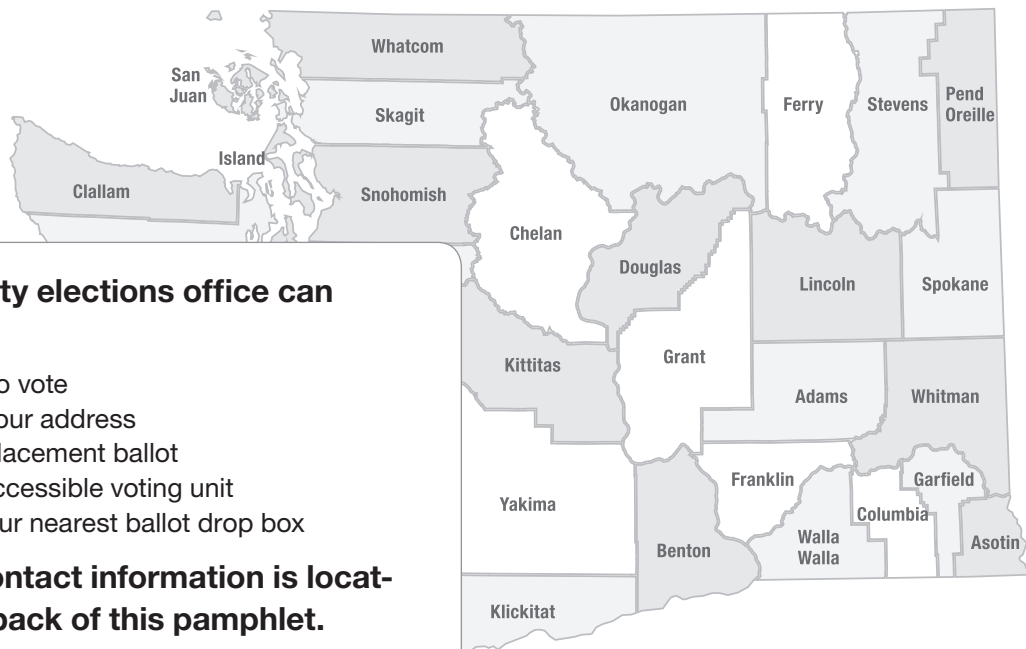 Whatcom
San
Juan
Skagit
Okanogan
Ferry
Stevens
Pend
Oreille
Island
Clallam
Snohomish
Chelan
Douglas
Lincoln
Spokane
Kittitas
Grant
Adams
Whitman
Yakima
Franklin
Garfield
Columbia
Walla
Walla
Benton
Asotin
Klickitat
ty elections office can
o vote
our address
lacement ballot
ccessible voting unit
ur nearest ballot drop box
ontact information is locat-
back of this pamphlet.